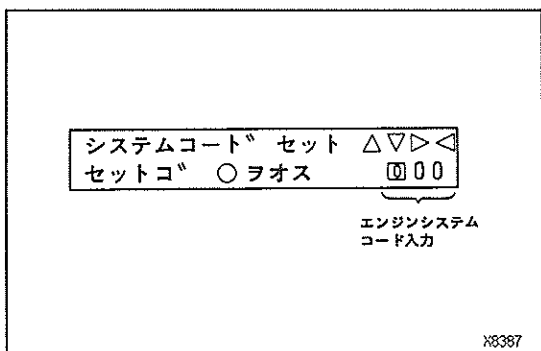 システムコード゛ セット △▽▷◁
セットゴ゛ ○ヲオス 000
エンジンシステム
コード入力
X8387